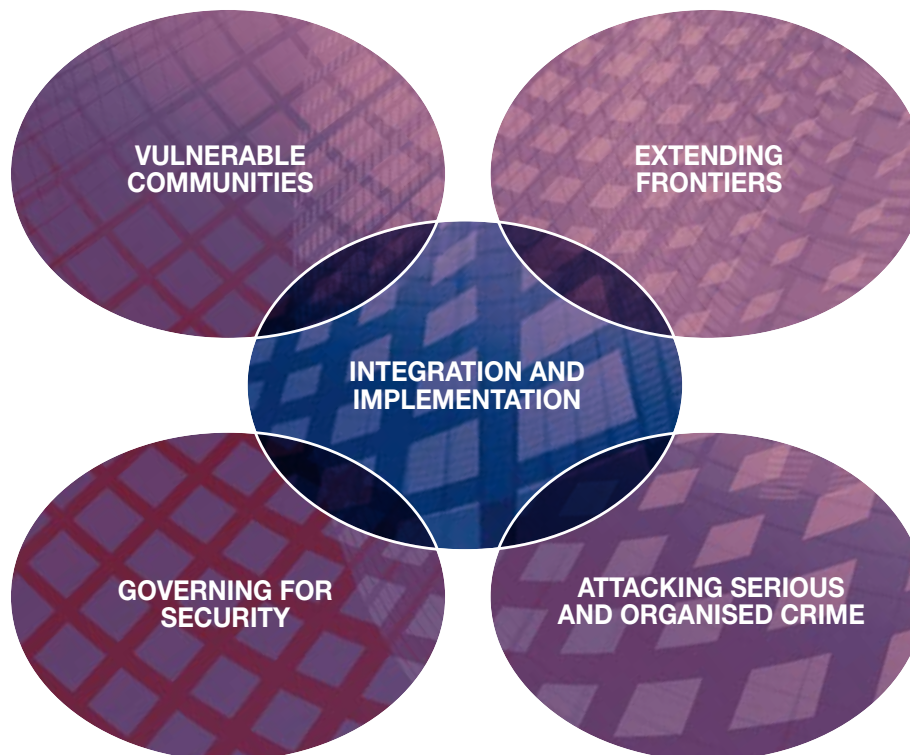 VULNERABLE
COMMUNITIES
EXTENDING
FRONTIERS
INTEGRATION AND
IMPLEMENTATION
GOVERNING FOR
SECURITY
ATTACKING SERIOUS
AND ORGANISED CRIME